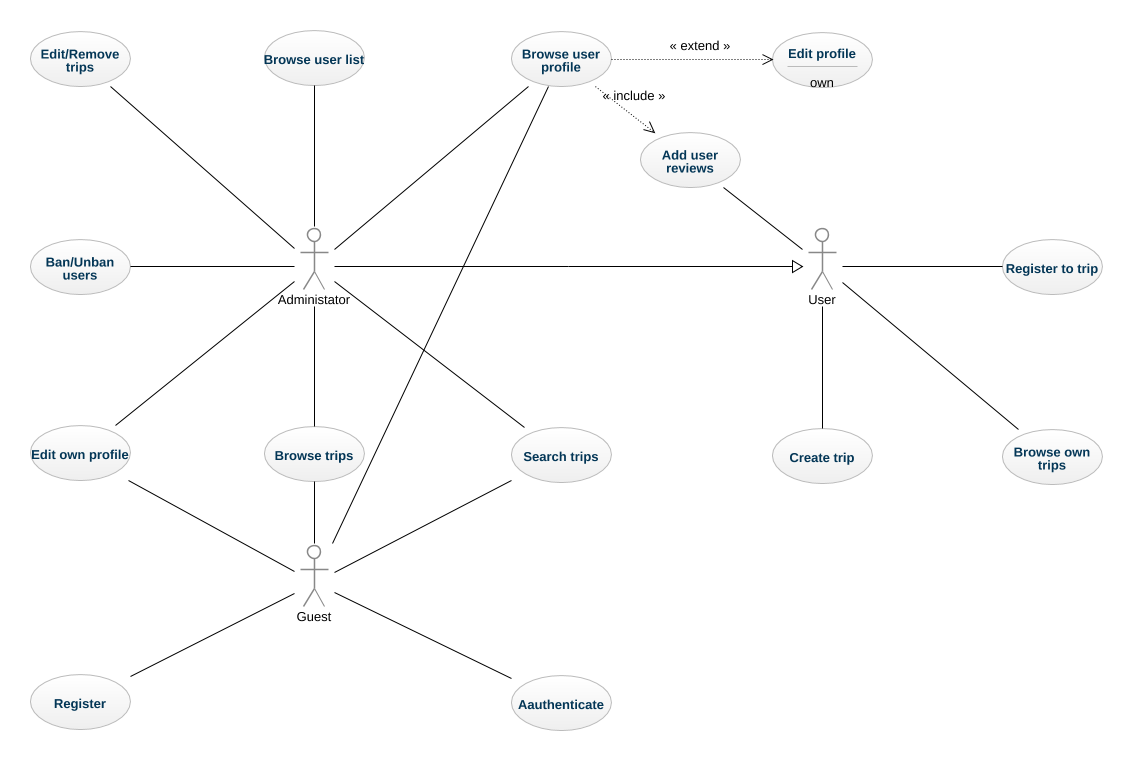 Edit/Remove
trips
Browse user list
Browse user
profile
« extend »
Edit profile
own
« include »
Add user
reviews
Ban/Unban
users
Administator
User
Register to trip
Edit own profile
Browse trips
Search trips
Create trip
Browse own
trips
Guest
Register
Aauthenticate